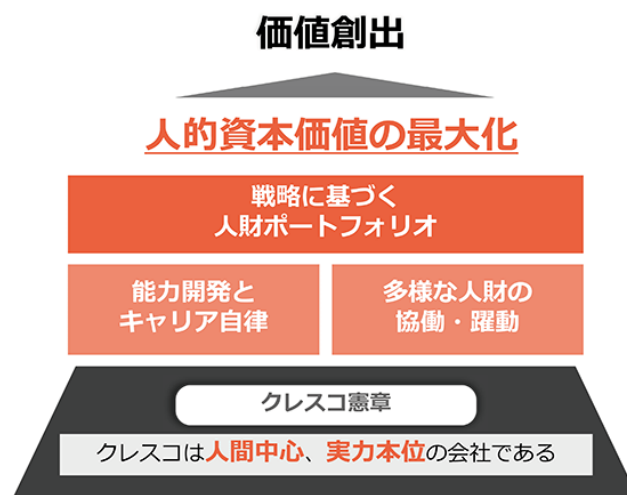 価値創出
人的資本価値の最大化
戦略に基づく
人財ポートフォリオ
能力開発と
キャリア自律
多様な人財の
協働・躍動
クレスコ憲章
クレスコは人間中心、実力本位の会社である